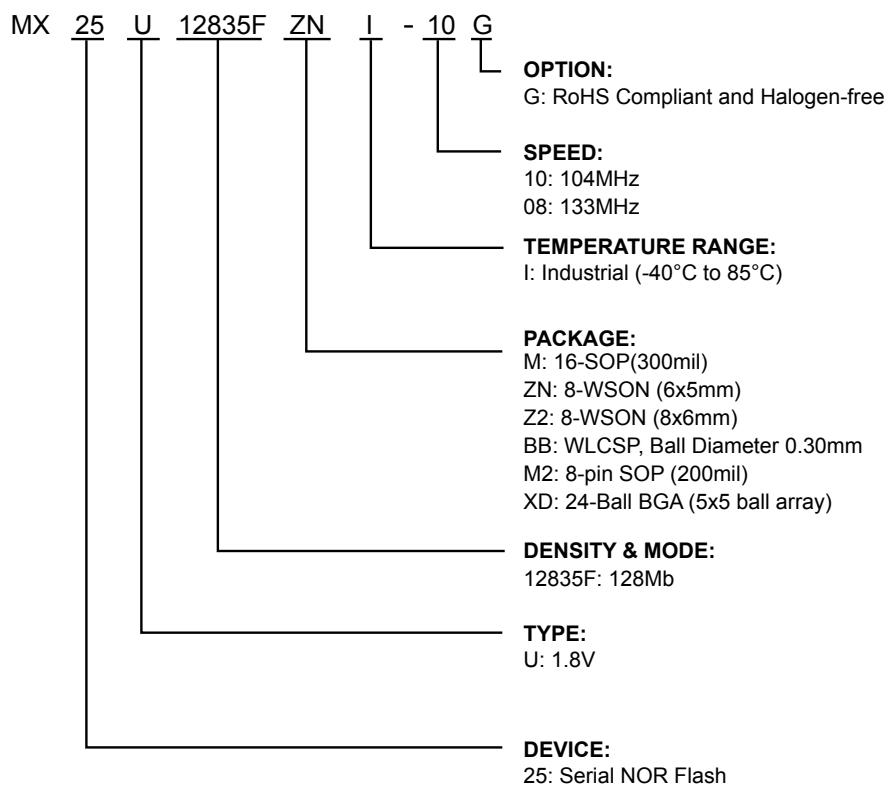 MX 25 U 12835F ZN I - 10 G
OPTION:
G: RoHS Compliant and Halogen-free
SPEED:
10: 104MHz
08: 133MHz
TEMPERATURE RANGE:
I: Industrial (-40°C to 85°C)
PACKAGE:
M: 16-SOP(300mil)
ZN: 8-WSON (6x5mm)
Z2: 8-WSON (8x6mm)
BB: WLCSP, Ball Diameter 0.30mm
M2: 8-pin SOP (200mil)
XD: 24-Ball BGA (5x5 ball array)
DENSITY & MODE:
12835F: 128Mb
TYPE:
U: 1.8V
DEVICE:
25: Serial NOR Flash